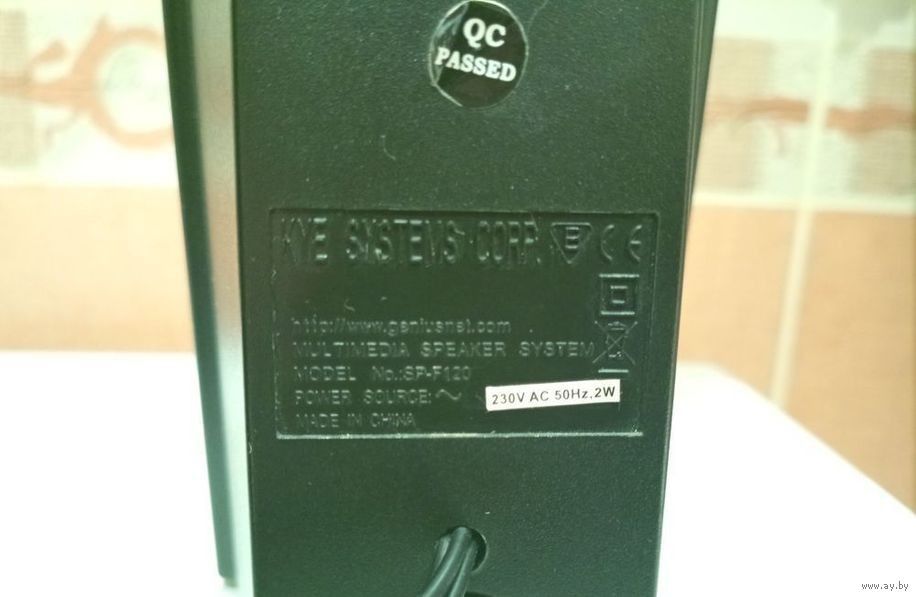 QC
PASSED
KYE SYSTEMS CORP. B CE
http://www.geniusnet.com
MULTIMEDIA SPEAKER SYSTEM
MODEL No.:SP-F120
POWER SOURCE:~ 230V AC 50Hz,2W
MADE IN CHINA
www.ay.by